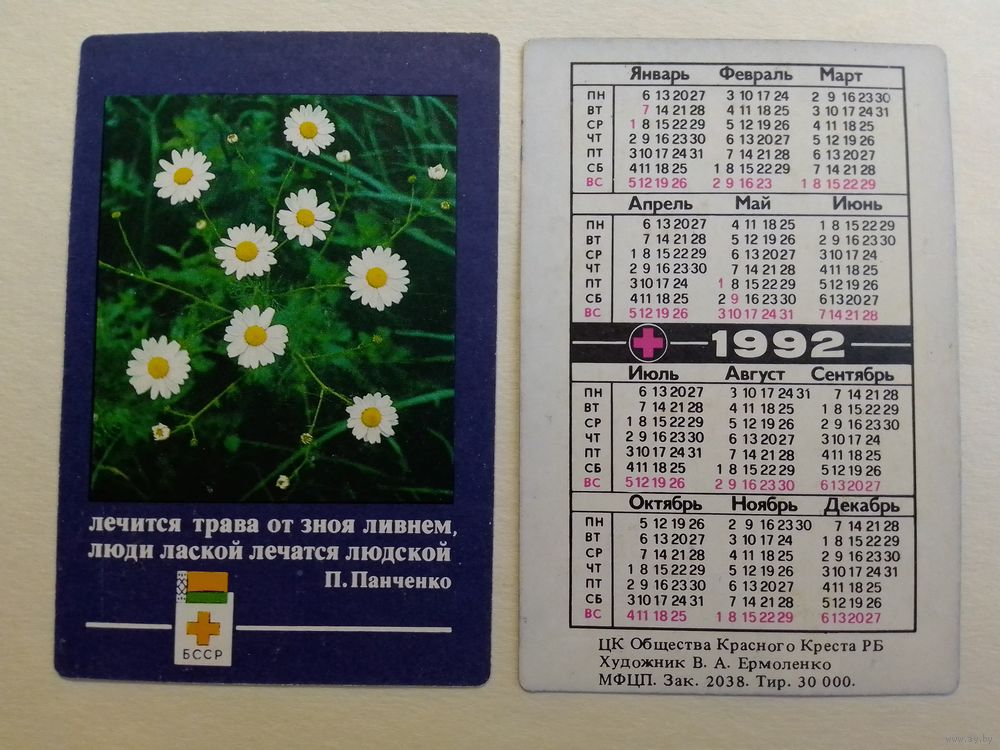 лечится трава от зноя ливнем,
люди лаской лечатся людской
П. Панченко
БССР
Январь Февраль Март
ПН 6 13 20 27 3 10 17 24 2 9 16 23 30
ВТ 7 14 21 28 4 11 18 25 3 10 17 24 31
СР 1 8 15 22 29 5 12 19 26 4 11 18 25
ЧТ 2 9 16 23 30 6 13 20 27 5 12 19 26
ПТ 3 10 17 24 31 7 14 21 28 6 13 20 27
СБ 4 11 18 25 1 8 15 22 29 7 14 21 28
ВС 5 12 19 26 2 9 16 23 1 8 15 22 29
Апрель Май Июнь
ПН 6 13 20 27 4 11 18 25 1 8 15 22 29
ВТ 7 14 21 28 5 12 19 26 2 9 16 23 30
СР 1 8 15 22 29 6 13 20 27 3 10 17 24
ЧТ 2 9 16 23 30 7 14 21 28 4 11 18 25
ПТ 3 10 17 24 1 8 15 22 29 5 12 19 26
СБ 4 11 18 25 2 9 16 23 30 6 13 20 27
ВС 5 12 19 26 3 10 17 24 31 7 14 21 28
1992
Июль Август Сентябрь
ПН 6 13 20 27 3 10 17 24 31 7 14 21 28
ВТ 7 14 21 28 4 11 18 25 1 8 15 22 29
СР 1 8 15 22 29 5 12 19 26 2 9 16 23 30
ЧТ 2 9 16 23 30 6 13 20 27 3 10 17 24
ПТ 3 10 17 24 31 7 14 21 28 4 11 18 25
СБ 4 11 18 25 1 8 15 22 29 5 12 19 26
ВС 5 12 19 26 2 9 16 23 30 6 13 20 27
Октябрь Ноябрь Декабрь
ПН 5 12 19 26 2 9 16 23 30 7 14 21 28
ВТ 6 13 20 27 3 10 17 24 1 8 15 22 29
СР 7 14 21 28 4 11 18 25 2 9 16 23 30
ЧТ 1 8 15 22 29 5 12 19 26 3 10 17 24 31
ПТ 2 9 16 23 30 6 13 20 27 4 11 18 25
СБ 3 10 17 24 31 7 14 21 28 5 12 19 26
ВС 4 11 18 25 1 8 15 22 29 6 13 20 27
ЦК Общества Красного Креста РБ
Художник В. А. Ермоленко
МФЦП. Зак. 2038. Тир. 30 000.
www.ay.by